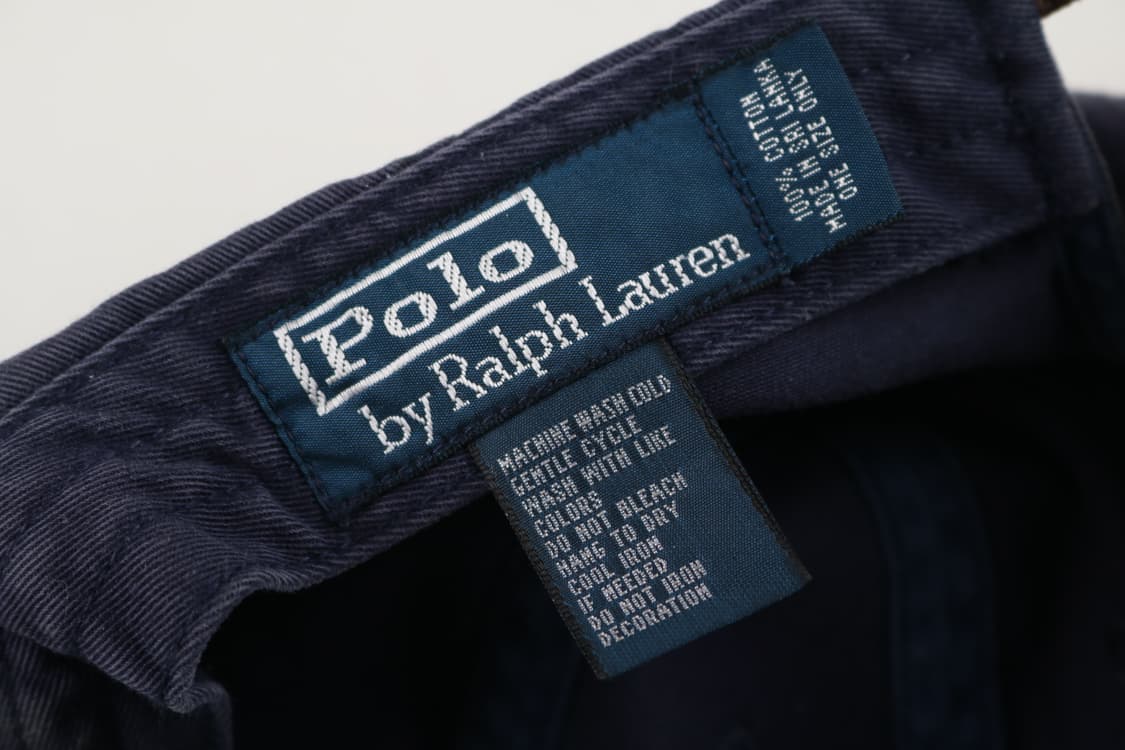 Polo
by Ralph Lauren
100% COTTON
MADE IN SRI LANKA
ONE SIZE ONLY
MACHINE WASH COLD
GENTLE CYCLE
WASH WITH LIKE
COLORS
DO NOT BLEACH
HANG TO DRY
COOL IRON
IF NEEDED
DO NOT IRON
DECORATION